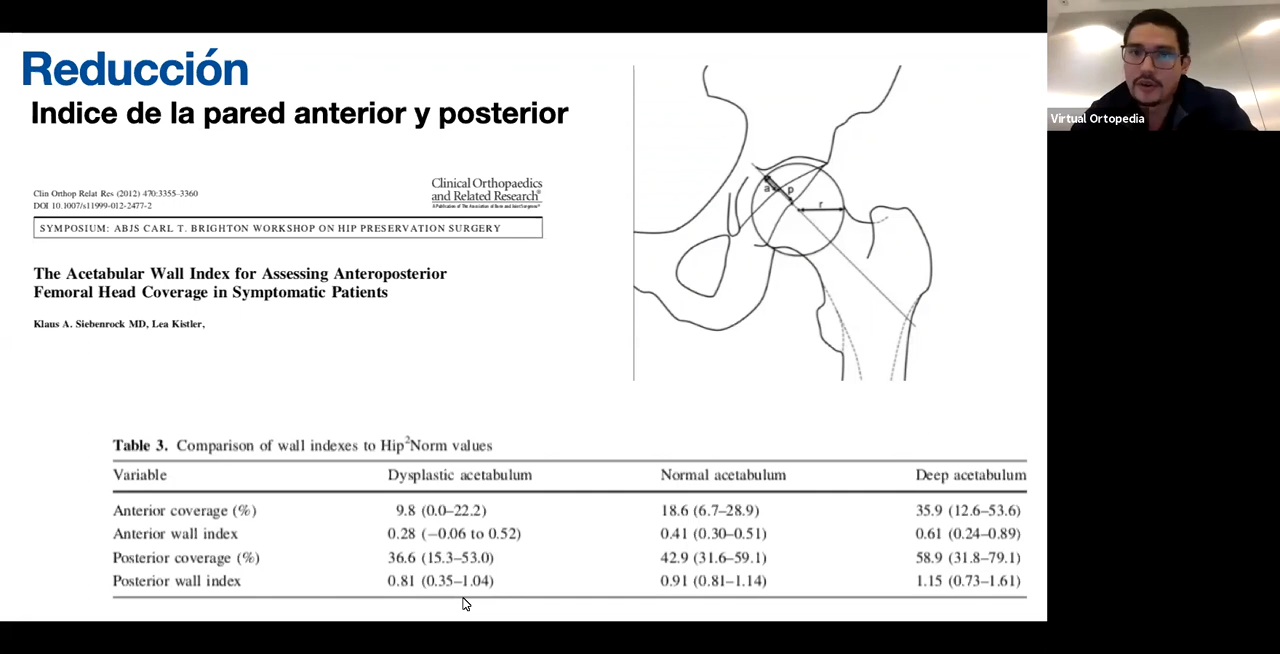 Reducción
Indice de la pared anterior y posterior
Virtual Ortopedia
Clin Orthop Relat Res (2012) 470:3355–3360
DOI 10.1007/s11999-012-2477-2
Clinical Orthopaedics
and Related Research®
A Publication of The Association of Bone and Joint Surgeons®
SYMPOSIUM: ABJS CARL T. BRIGHTON WORKSHOP ON HIP PRESERVATION SURGERY
The Acetabular Wall Index for Assessing Anteroposterior
Femoral Head Coverage in Symptomatic Patients
Klaus A. Siebenrock MD, Lea Kistler,
a p r
Table 3. Comparison of wall indexes to Hip²Norm values
Variable Dysplastic acetabulum Normal acetabulum Deep acetabulum
Anterior coverage (%) 9.8 (0.0–22.2) 18.6 (6.7–28.9) 35.9 (12.6–53.6)
Anterior wall index 0.28 (−0.06 to 0.52) 0.41 (0.30–0.51) 0.61 (0.24–0.89)
Posterior coverage (%) 36.6 (15.3–53.0) 42.9 (31.6–59.1) 58.9 (31.8–79.1)
Posterior wall index 0.81 (0.35–1.04) 0.91 (0.81–1.14) 1.15 (0.73–1.61)